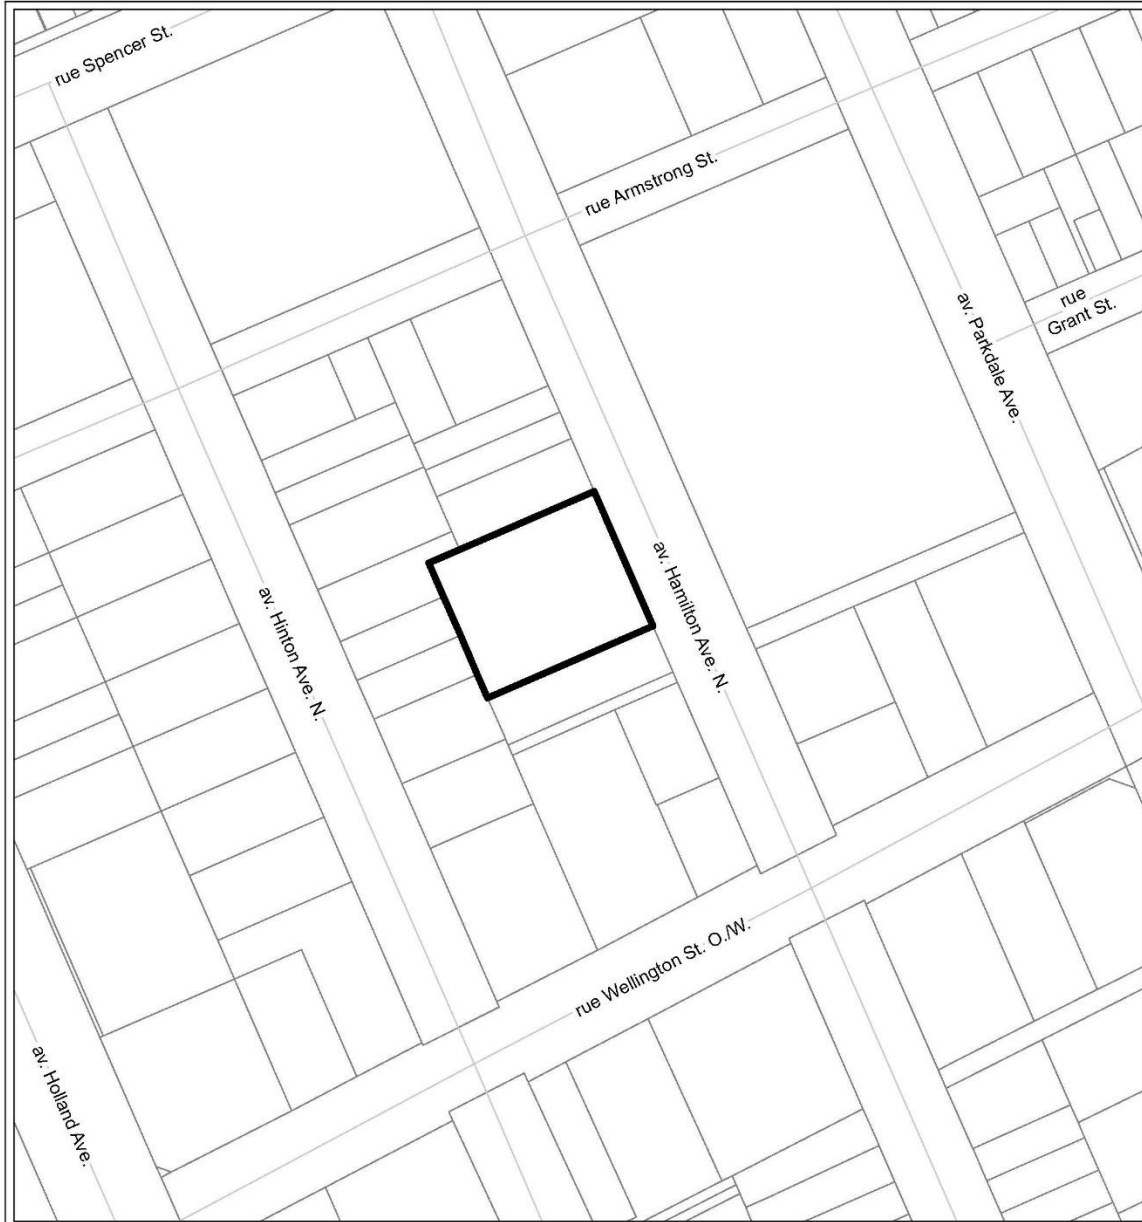 rue Spencer St.
rue Armstrong St.
rue
Grant St.
av. Parkdale Ave.
av. Hamilton Ave. N.
av. Hinton Ave. N.
rue Wellington St. O./W.
av. Holland Ave.